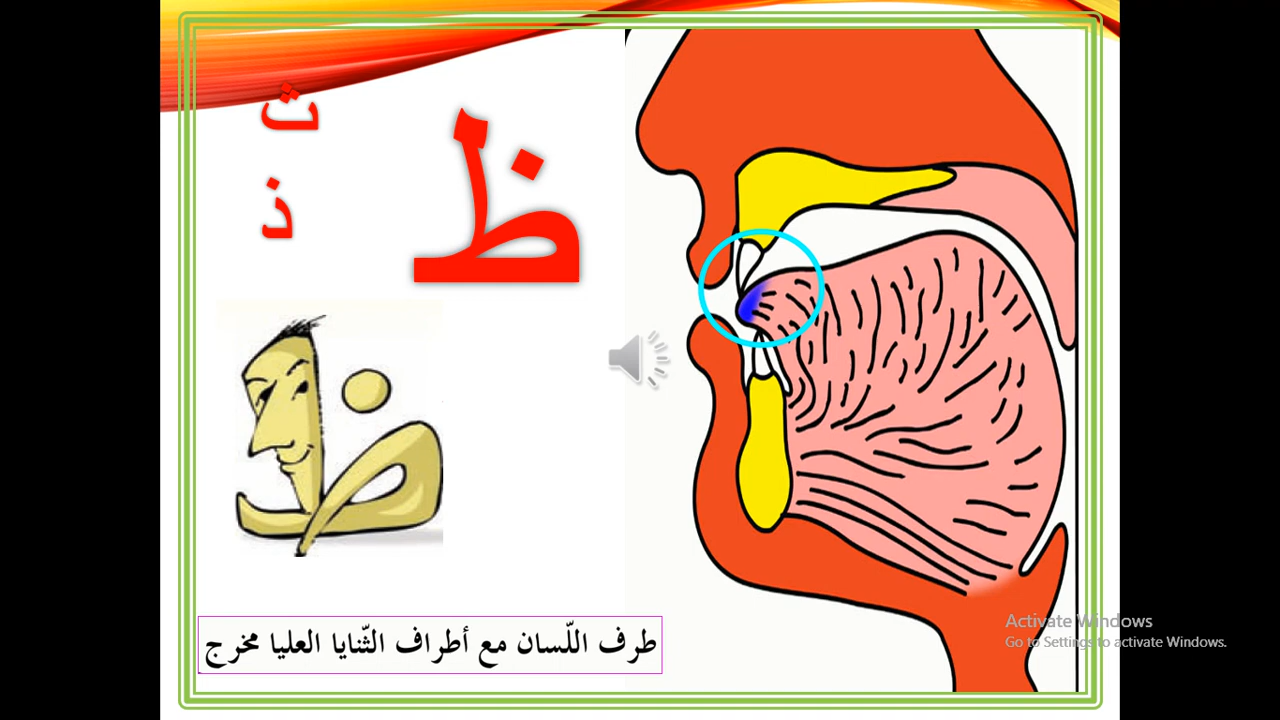 ث
ذ
ظ
ظ
طرف اللّسان مع أطراف الثّنايا العليا مخرج
Activate Windows
Go to Settings to activate Windows.